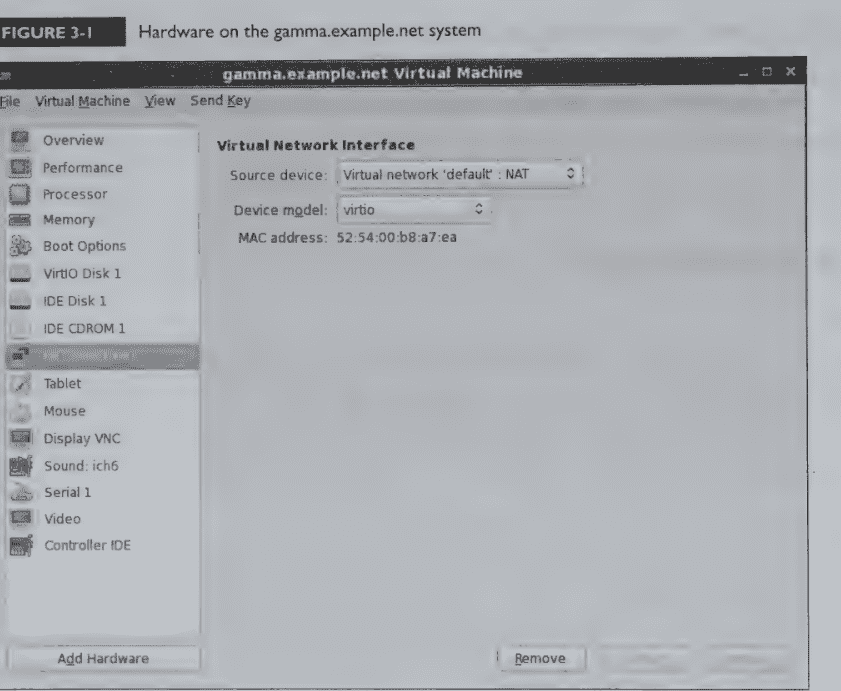 FIGURE 3-1 Hardware on the gamma.example.net system
gamma.example.net Virtual Machine
File Virtual Machine View Send Key
Overview
Performance
Processor
Memory
Boot Options
VirtIO Disk 1
IDE Disk 1
IDE CDROM 1
Tablet
Mouse
Display VNC
Sound: ich6
Serial 1
Video
Controller IDE
Add Hardware
Virtual Network Interface
Source device: Virtual network 'default' : NAT
Device model: virtio
MAC address: 52:54:00:b8:a7:ea
Remove